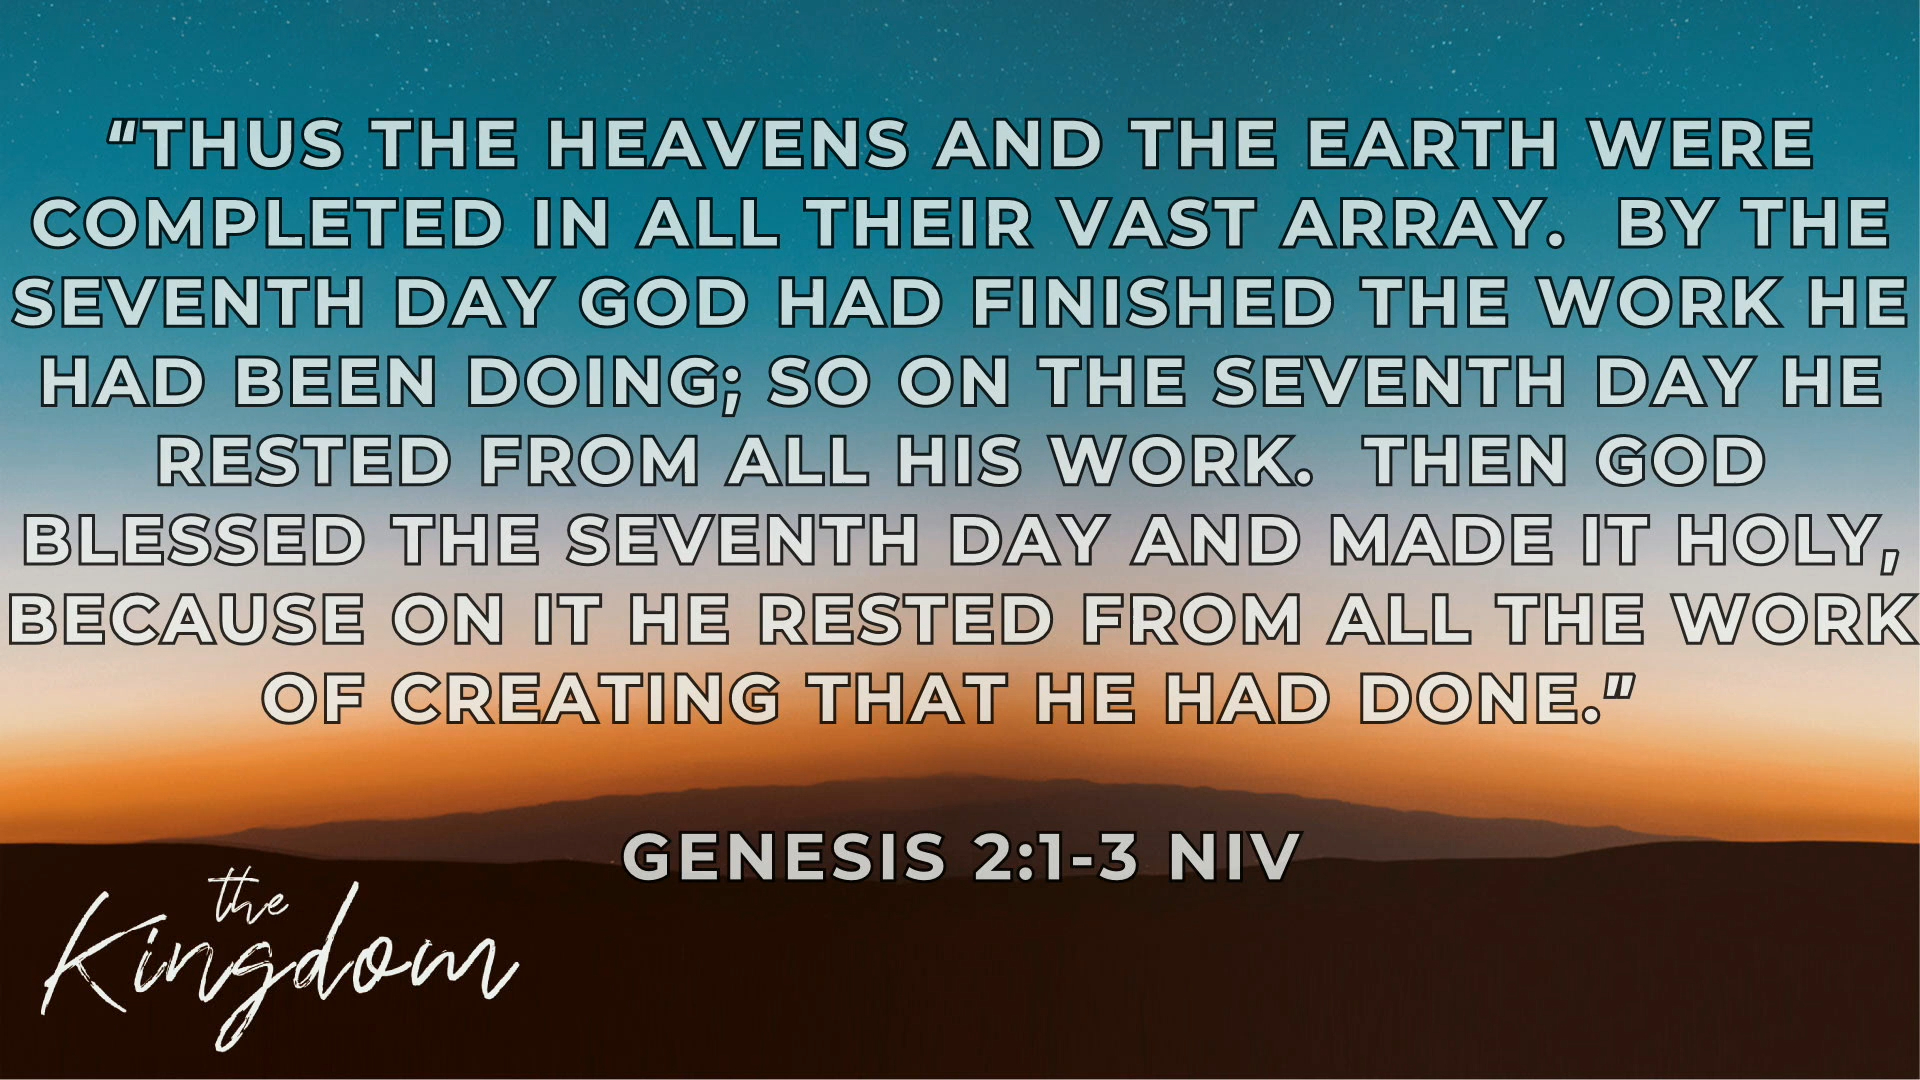 "THUS THE HEAVENS AND THE EARTH WERE
COMPLETED IN ALL THEIR VAST ARRAY.  BY THE
SEVENTH DAY GOD HAD FINISHED THE WORK HE
HAD BEEN DOING; SO ON THE SEVENTH DAY HE
RESTED FROM ALL HIS WORK.  THEN GOD
BLESSED THE SEVENTH DAY AND MADE IT HOLY,
BECAUSE ON IT HE RESTED FROM ALL THE WORK
OF CREATING THAT HE HAD DONE."
GENESIS 2:1-3 NIV
the
Kingdom